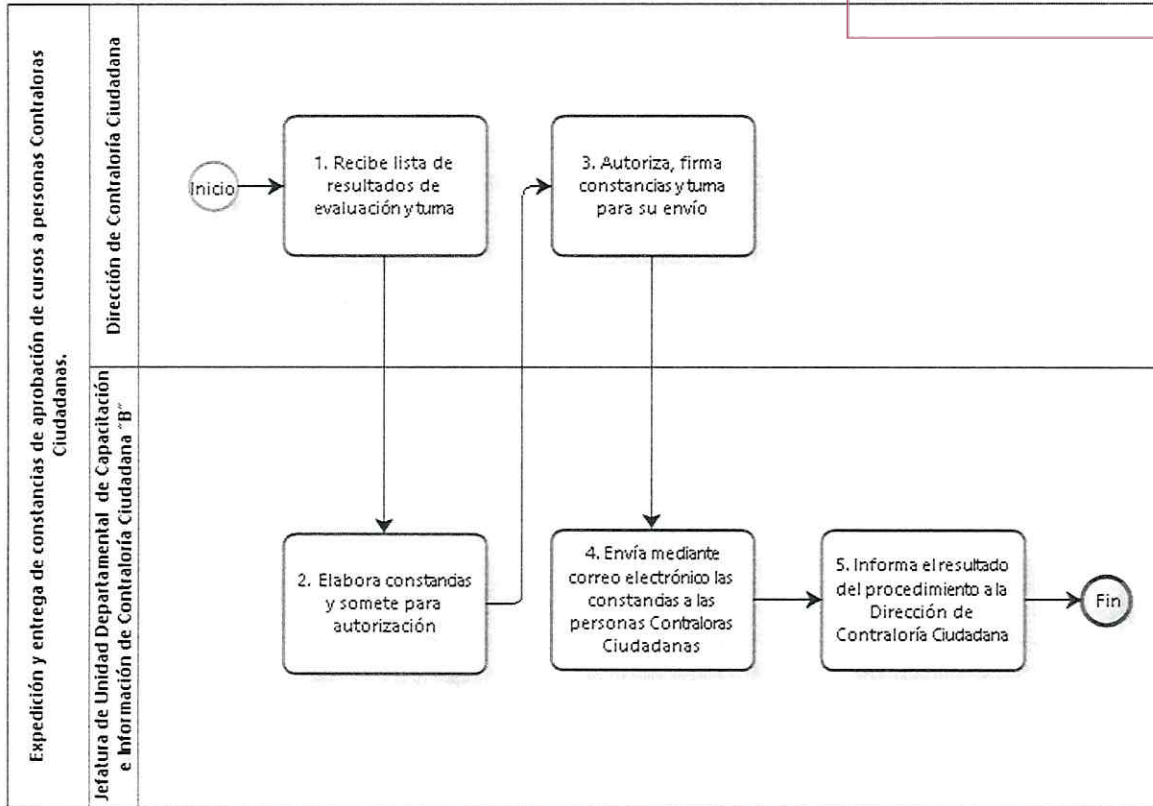 Expedición y entrega de constancias de aprobación de cursos a personas Contraloras
Ciudadanas.
Dirección de Contraloría Ciudadana
Inicio
1. Recibe lista de
resultados de
evaluación y turna
3. Autoriza, firma
constancias y turna
para su envío
Jefatura de Unidad Departamental de Capacitación
e Información de Contraloría Ciudadana "B"
2. Elabora constancias
y somete para
autorización
4. Envía mediante
correo electrónico las
constancias a las
personas Contraloras
Ciudadanas
5. Informa el resultado
del procedimiento a la
Dirección de
Contraloría Ciudadana
Fin